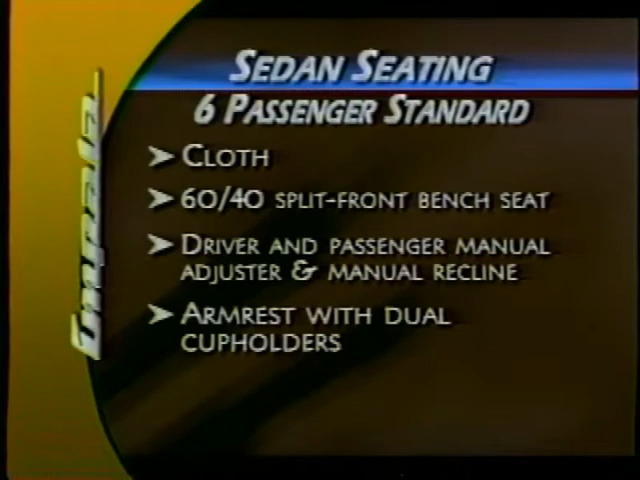 SEDAN SEATING
6 PASSENGER STANDARD
CLOTH
60/40 SPLIT-FRONT BENCH SEAT
DRIVER AND PASSENGER MANUAL
ADJUSTER & MANUAL RECLINE
ARMREST WITH DUAL
CUPHOLDERS
Impala